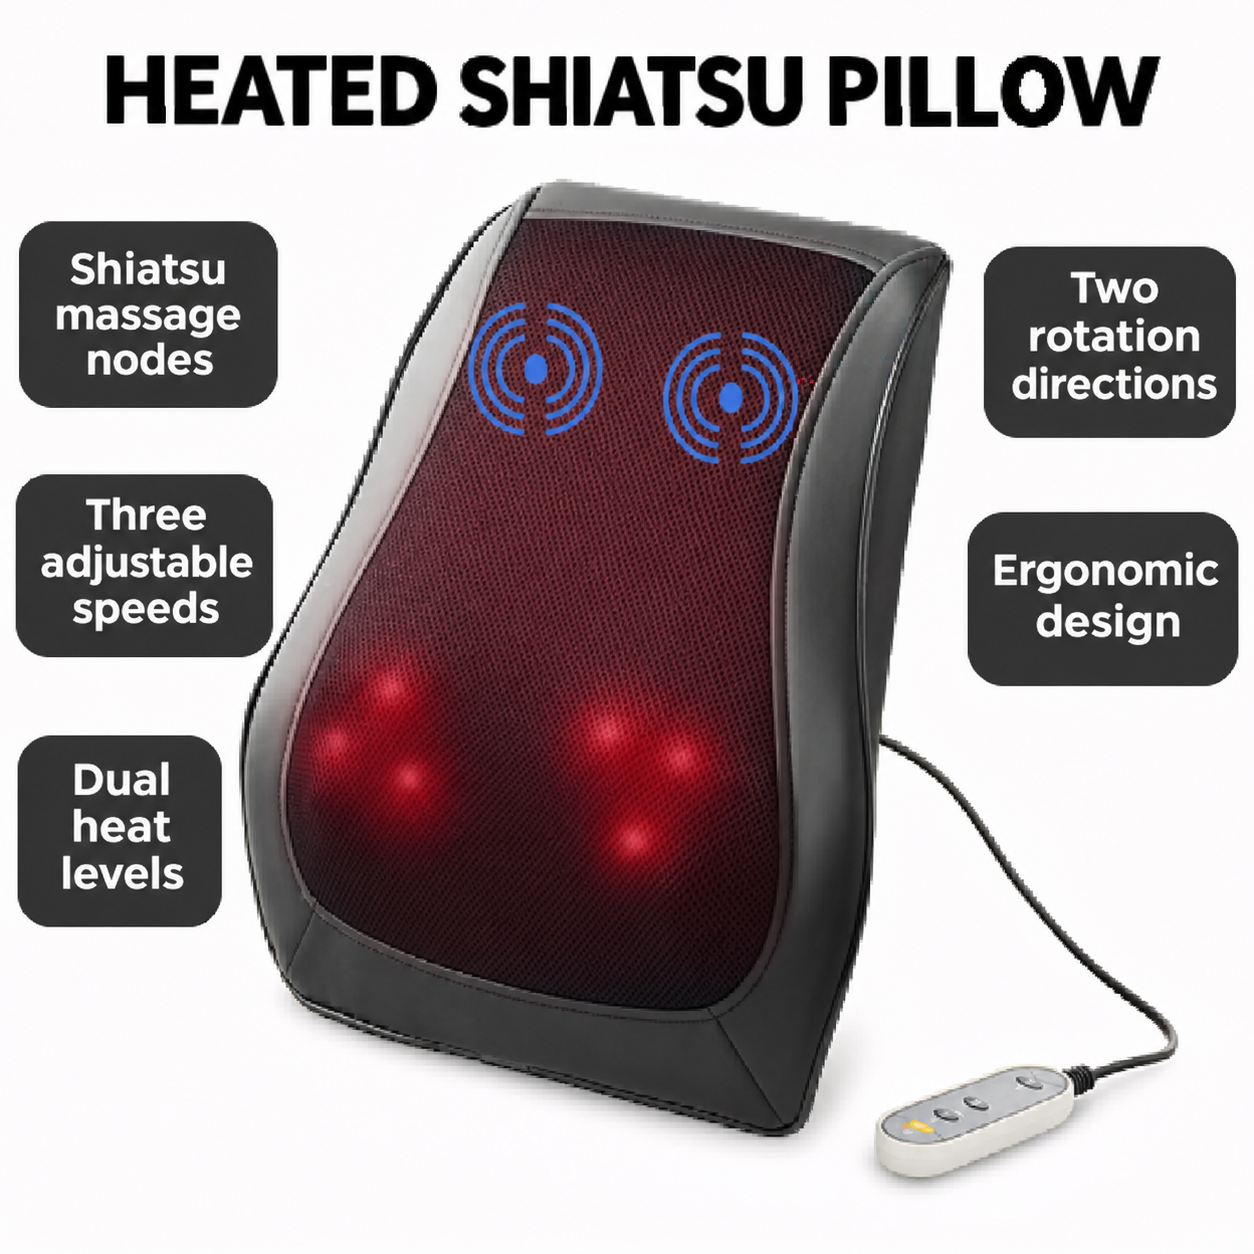 HEATED SHIATSU PILLOW
Shiatsu
massage
nodes
Three
adjustable
speeds
Dual
heat
levels
Two
rotation
directions
Ergonomic
design